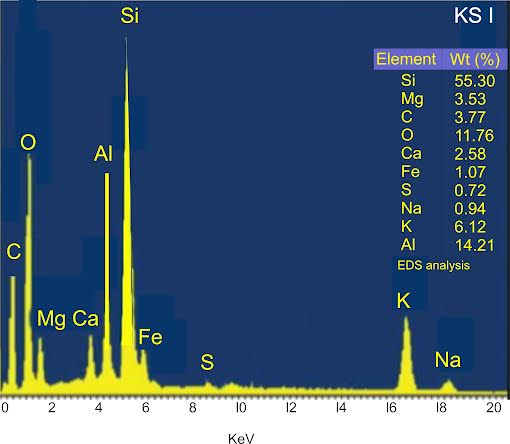 Si
KS I
Element Wt (%)
Si 55.30
Mg 3.53
C 3.77
O 11.76
Ca 2.58
Fe 1.07
S 0.72
Na 0.94
K 6.12
Al 14.21
EDS analysis
O
Al
C
K
Mg Ca
Fe
S
Na
0 2 4 6 8 I0 I2 I4 I6 I8 20
KeV